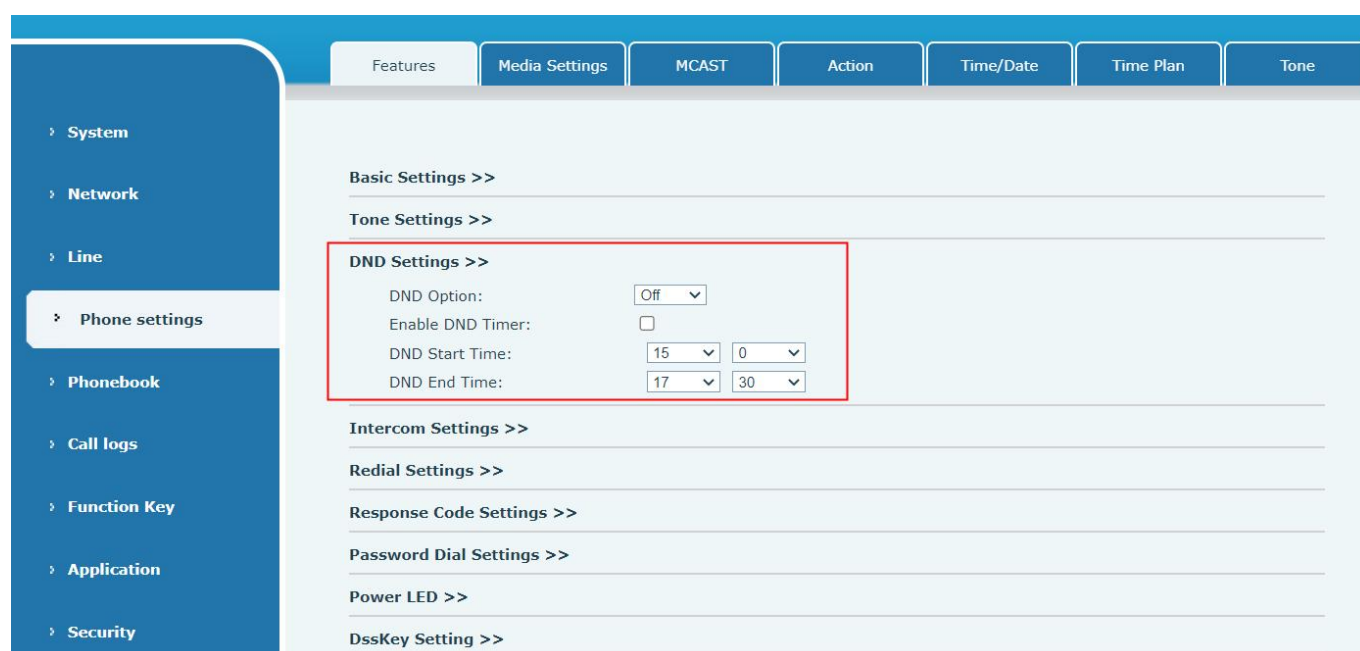 Features Media Settings MCAST Action Time/Date Time Plan Tone
System
Network
Line
Phone settings
Phonebook
Call logs
Function Key
Application
Security
Basic Settings >>
Tone Settings >>
DND Settings >>
DND Option: Off
Enable DND Timer:
DND Start Time: 15 0
DND End Time: 17 30
Intercom Settings >>
Redial Settings >>
Response Code Settings >>
Password Dial Settings >>
Power LED >>
DssKey Setting >>